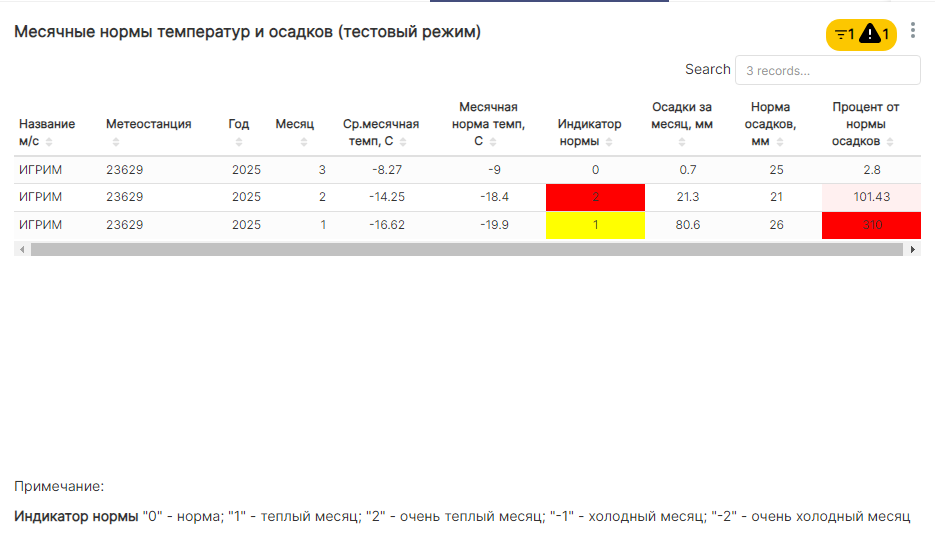 Месячные нормы температур и осадков (тестовый режим)
1 1
Search 3 records...
Название м/с Метеостанция Год Месяц Ср.месячная темп, С Месячная норма темп, С Индикатор нормы Осадки за месяц, мм Норма осадков, мм Процент от нормы осадков
ИГРИМ 23629 2025 3 -8.27 -9 0 0.7 25 2.8
ИГРИМ 23629 2025 2 -14.25 -18.4 2 21.3 21 101.43
ИГРИМ 23629 2025 1 -16.62 -19.9 1 80.6 26 310
Примечание:
Индикатор нормы "0" - норма; "1" - теплый месяц; "2" - очень теплый месяц; "-1" - холодный месяц; "-2" - очень холодный месяц